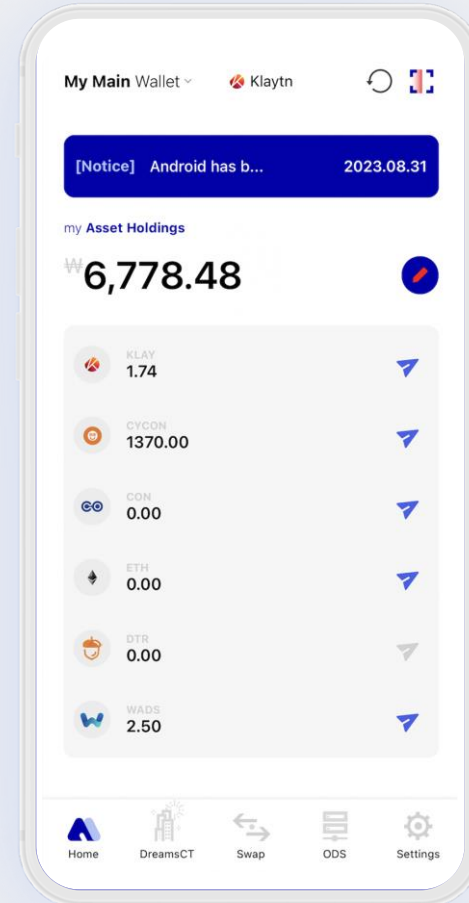 My Main Wallet Klaytn
[Notice] Android has b... 2023.08.31
my Asset Holdings
₩6,778.48
KLAY
1.74
CYCON
1370.00
CON
0.00
ETH
0.00
DTR
0.00
WADS
2.50
Home DreamsCT Swap ODS Settings